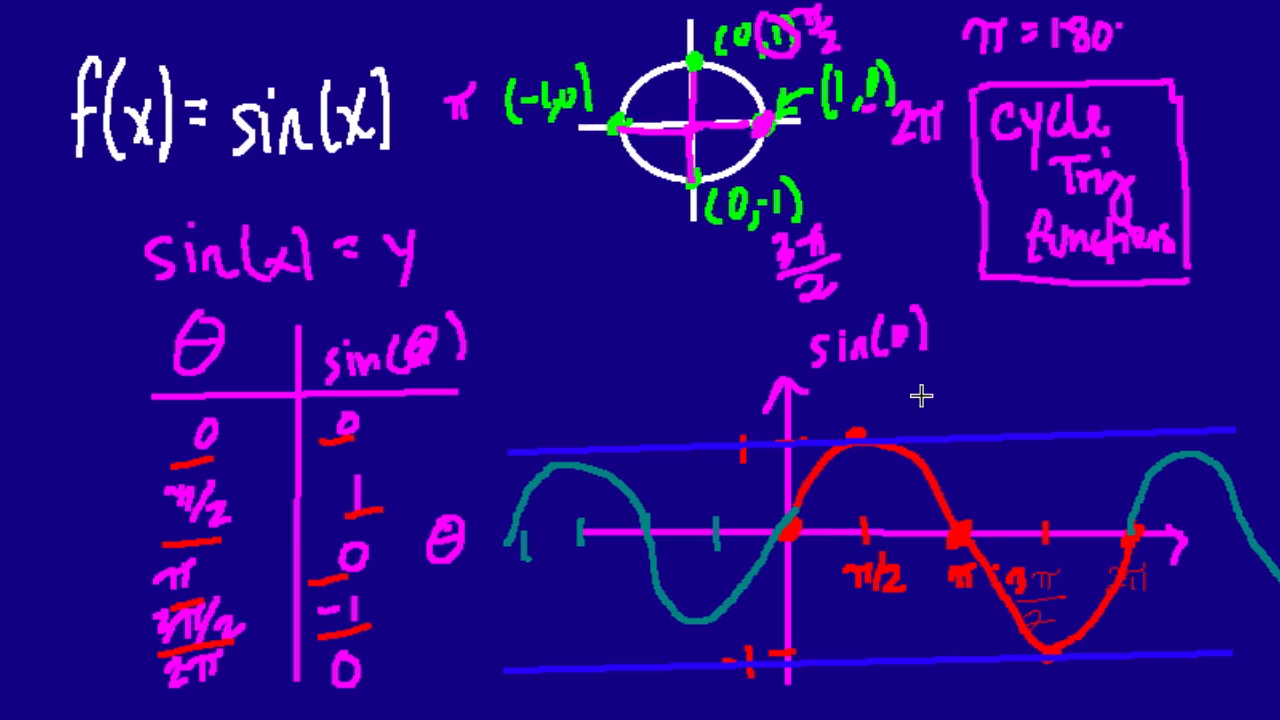 f(x) = sin(x)
(0,1) π/2
π (-1,0)
(1,0) 2π
(0,-1)
3π/2
π = 180°
cycle
Trig
functions
sin(x) = y
θ sin(θ)
0 0
π/2 1
π 0
3π/2 -1
2π 0
sin(θ)
1
θ
π/2 π 3π/2 2π
-1